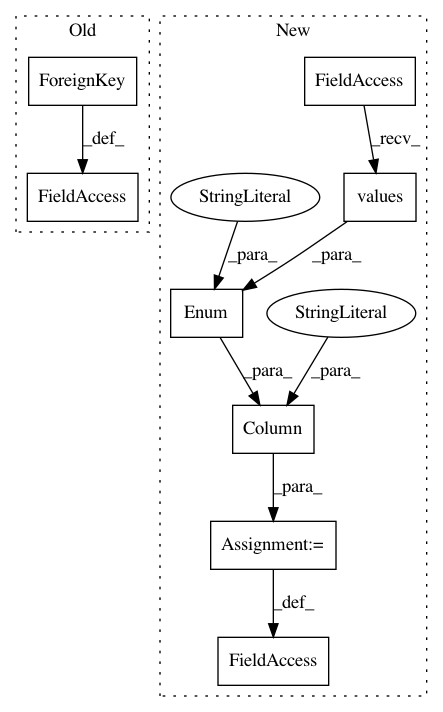 Old
New
ForeignKey
FieldAccess
_def_
_recv_
FieldAccess
StringLiteral
values
_para_
_para_
Enum
StringLiteral
_para_
_para_
Column
_para_
Assignment:=
_def_
FieldAccess